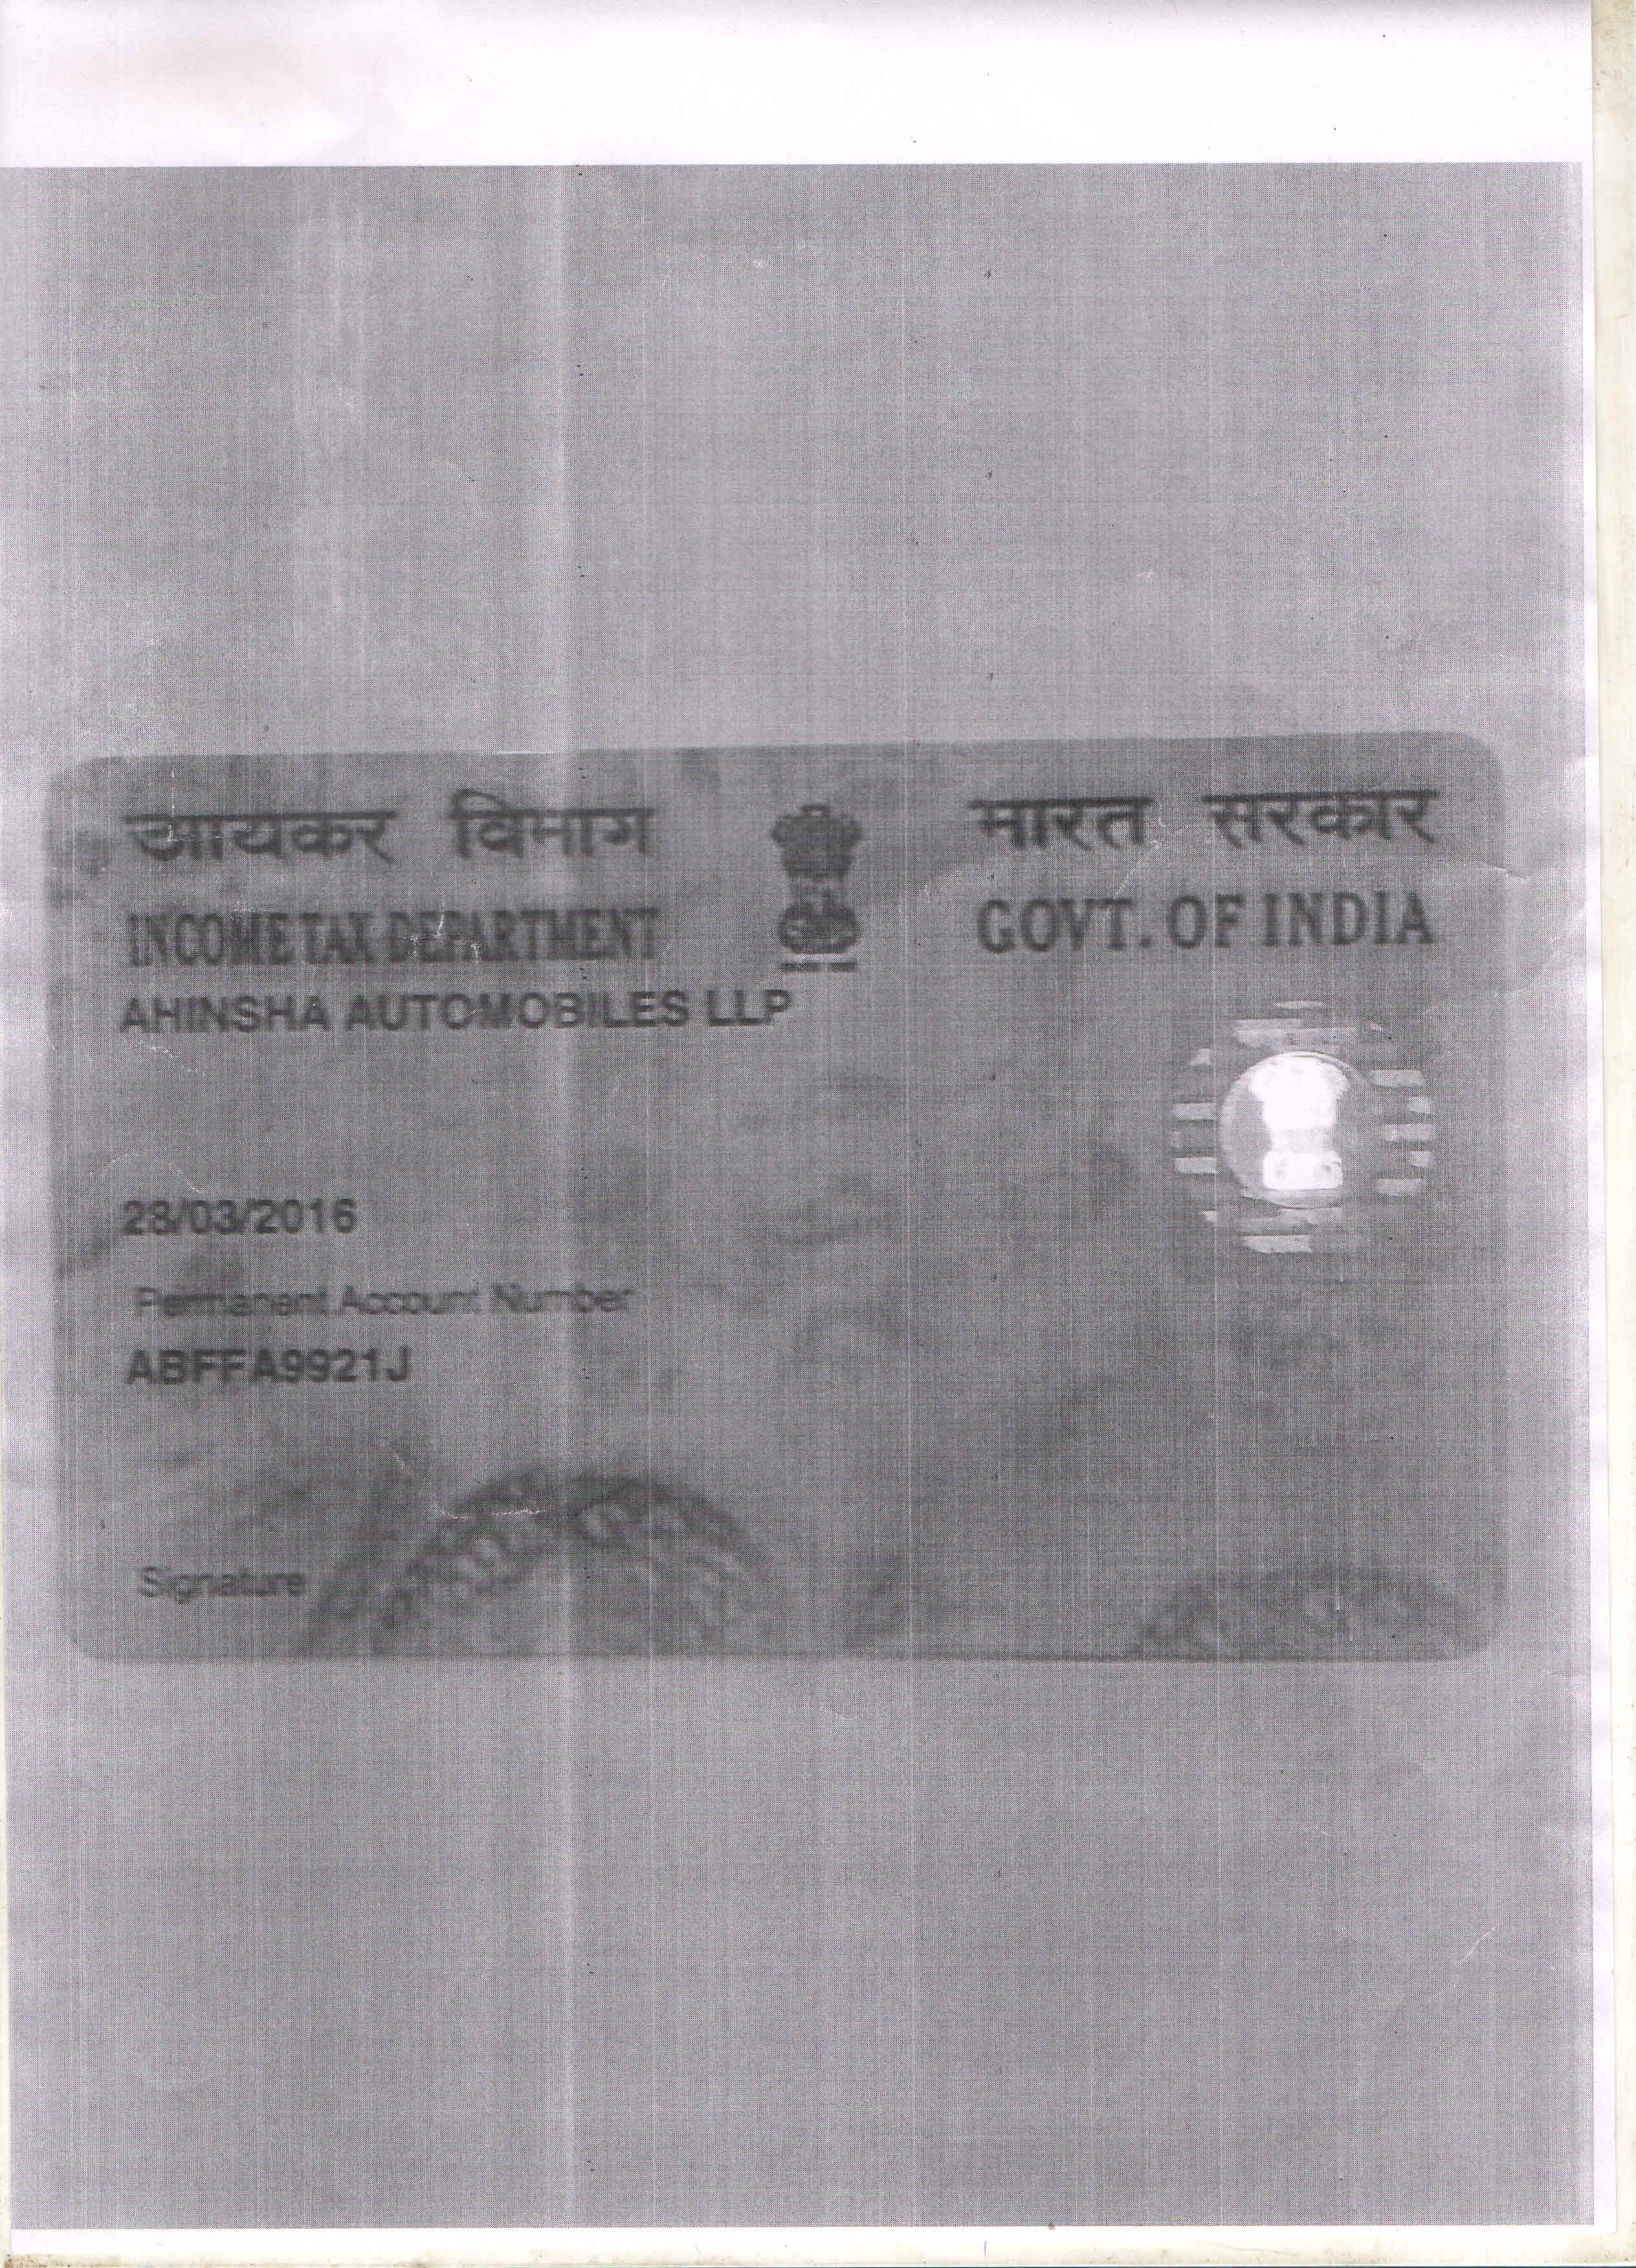 आयकर विभाग
भारत सरकार
INCOME TAX DEPARTMENT
GOVT. OF INDIA
AHINSHA AUTOMOBILES LLP
28/03/2016
Permanent Account Number
ABFFA9921J
Signature